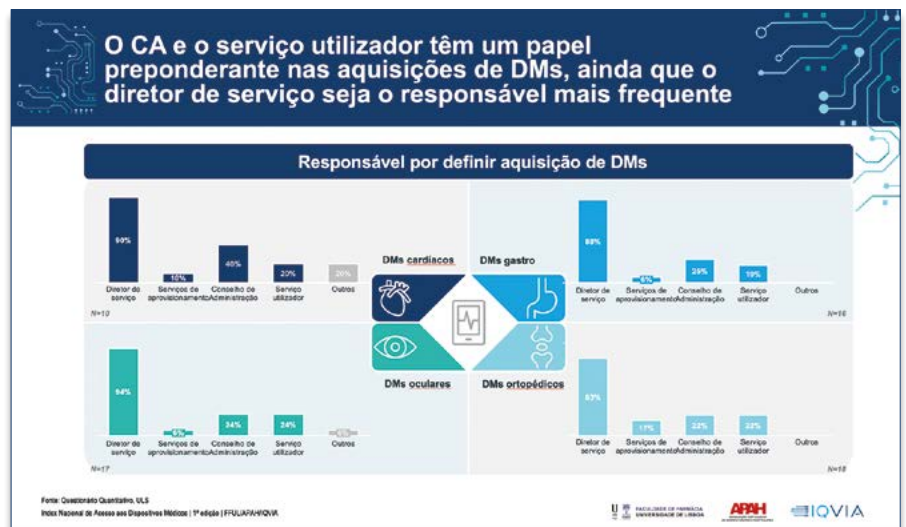 O CA e o serviço utilizador têm um papel
preponderante nas aquisições de DMs, ainda que o
diretor de serviço seja o responsável mais frequente
Responsável por definir aquisição de DMs
90%
10%
40%
20%
20%
Diretor de serviço
Serviços de aprovisionamento
Conselho de Administração
Serviço utilizador
Outros
N=10
DMs cardíacos
DMs gastro
6%
25%
19%
Diretor de serviço
Serviços de aprovisionamento
Conselho de Administração
Serviço utilizador
Outros
N=16
94%
6%
24%
24%
6%
Diretor de serviço
Serviços de aprovisionamento
Conselho de Administração
Serviço utilizador
Outros
N=17
DMs oculares
DMs ortopédicos
83%
17%
22%
22%
Diretor de serviço
Serviços de aprovisionamento
Conselho de Administração
Serviço utilizador
Outros
N=18
Fonte: Questionário Quantitativo, ULS
Index Nacional de Acesso aos Dispositivos Médicos | 1ª edição | FFUL/APAH/IQVIA
FACULDADE DE FARMÁCIA
UNIVERSIDADE DE LISBOA
APAH
IQVIA